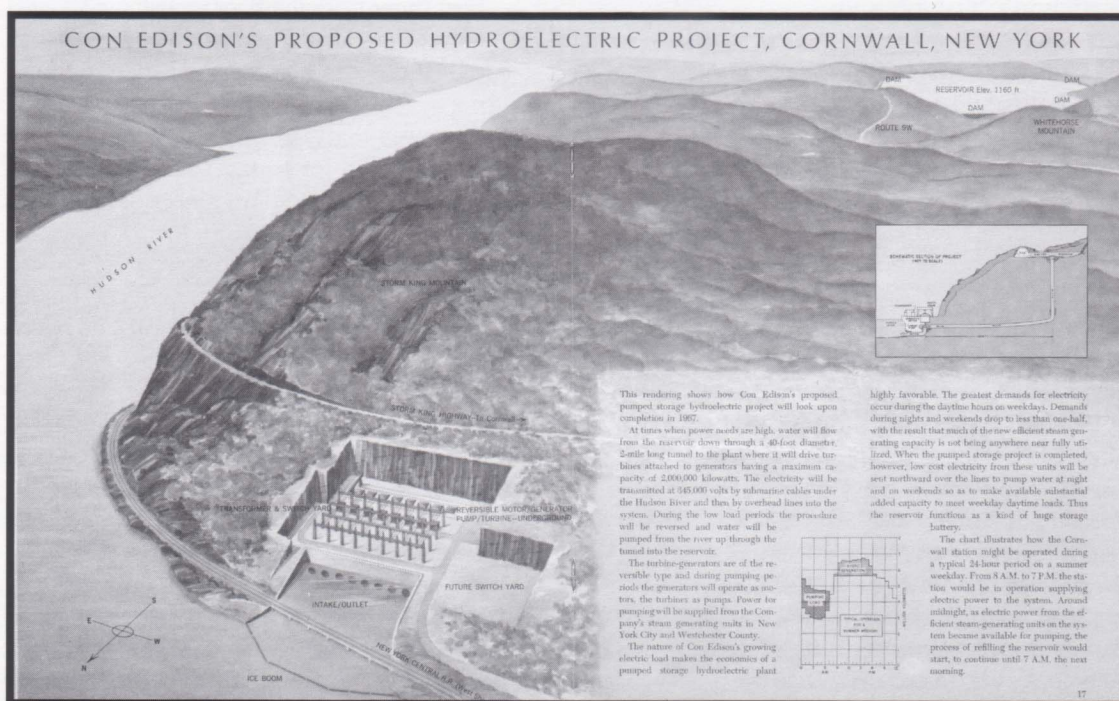 CON EDISON'S PROPOSED HYDROELECTRIC PROJECT, CORNWALL, NEW YORK
DAM
DAM
RESERVOIR Elev. 1160 ft
DAM
DAM
ROUTE 9W
WHITEHORSE
MOUNTAIN
HUDSON RIVER
STORM KING MOUNTAIN
SCHEMATIC SECTION OF PROJECT
(NOT TO SCALE)
STORM KING HIGHWAY-To Cornwall
TRANSFORMER & SWITCH YARD
REVERSIBLE MOTOR/GENERATOR
PUMP/TURBINE-UNDERGROUND
FUTURE SWITCH YARD
INTAKE/OUTLET
NEW YORK CENTRAL R.R.
ICE BOOM
S
E
W
N
This rendering shows how Con Edison's proposed
pumped storage hydroelectric project will look upon
completion in 1967.
At times when power needs are high, water will flow
from the reservoir down through a 40-foot diameter,
2-mile long tunnel to the plant where it will drive tur-
bines attached to generators having a maximum ca-
pacity of 2,000,000 kilowatts. The electricity will be
transmitted at 345,000 volts by submarine cables under
the Hudson River and then by overhead lines into the
system. During the low load periods the procedure
will be reversed and water will be
pumped from the river up through the
tunnel into the reservoir.
The turbine-generators are of the re-
versible type and during pumping pe-
riods the generators will operate as mo-
tors, the turbines as pumps. Power for
pumping will be supplied from the Com-
pany's steam generating units in New
York City and Westchester County.
The nature of Con Edison's growing
electric load makes the economics of a
pumped storage hydroelectric plant
highly favorable. The greatest demands for electricity
occur during the daytime hours on weekdays. Demands
during nights and weekends drop to less than one-half,
with the result that much of the new efficient steam gen-
erating capacity is not being anywhere near fully uti-
lized. When the pumped storage project is completed,
however, low cost electricity from these units will be
sent northward over the lines to pump water at night
and on weekends so as to make available substantial
added capacity to meet weekday daytime loads. Thus
the reservoir functions as a kind of huge storage
battery.
The chart illustrates how the Corn-
wall station might be operated during
a typical 24-hour period on a summer
weekday. From 8 A.M. to 7 P.M. the sta-
tion would be in operation supplying
electric power to the system. Around
midnight, as electric power from the ef-
ficient steam-generating units on the sys-
tem became available for pumping, the
process of refilling the reservoir would
start, to continue until 7 A.M. the next
morning.
TYPICAL OPERATION
FOR A
SUMMER WEEKDAY
17